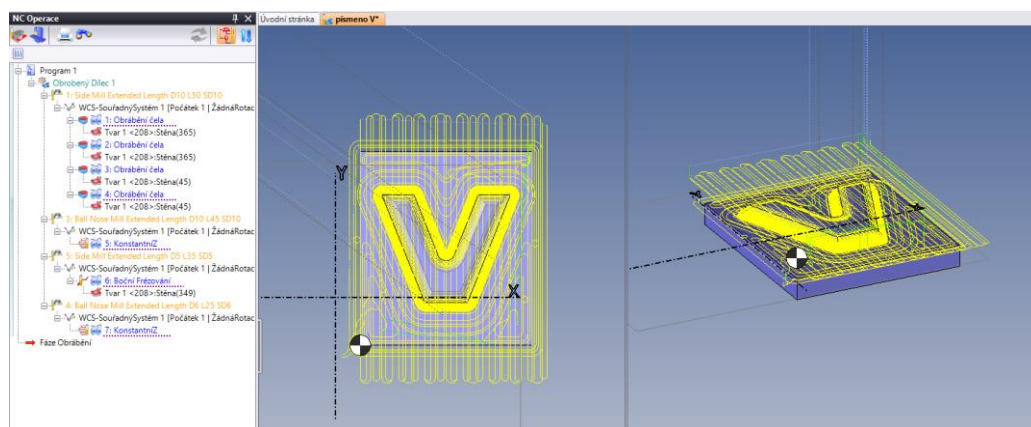 NC Operace
Úvodní stránka
písmeno V*
Program 1
Obrobený Dílec 1
1: Side Mill Extended Length D10 L50 SD10
WCS-SouřadnýSystém 1 [Počátek 1 | ŽádnáRotac
1: Obrábění čela
Tvar 1 <208>:Stěna(365)
2: Obrábění čela
Tvar 1 <208>:Stěna(365)
3: Obrábění čela
Tvar 1 <208>:Stěna(45)
4: Obrábění čela
Tvar 1 <208>:Stěna(45)
3: Ball Nose Mill Extended Length D10 L45 SD10
WCS-SouřadnýSystém 1 [Počátek 1 | ŽádnáRotac
5: KonstantníZ
5: Side Mill Extended Length D5 L35 SD5
WCS-SouřadnýSystém 1 [Počátek 1 | ŽádnáRotac
6: Boční Frézování
Tvar 1 <208>:Stěna(349)
4: Ball Nose Mill Extended Length D6 L25 SD6
WCS-SouřadnýSystém 1 [Počátek 1 | ŽádnáRotac
7: KonstantníZ
Fáze Obrábění
Y
X
V